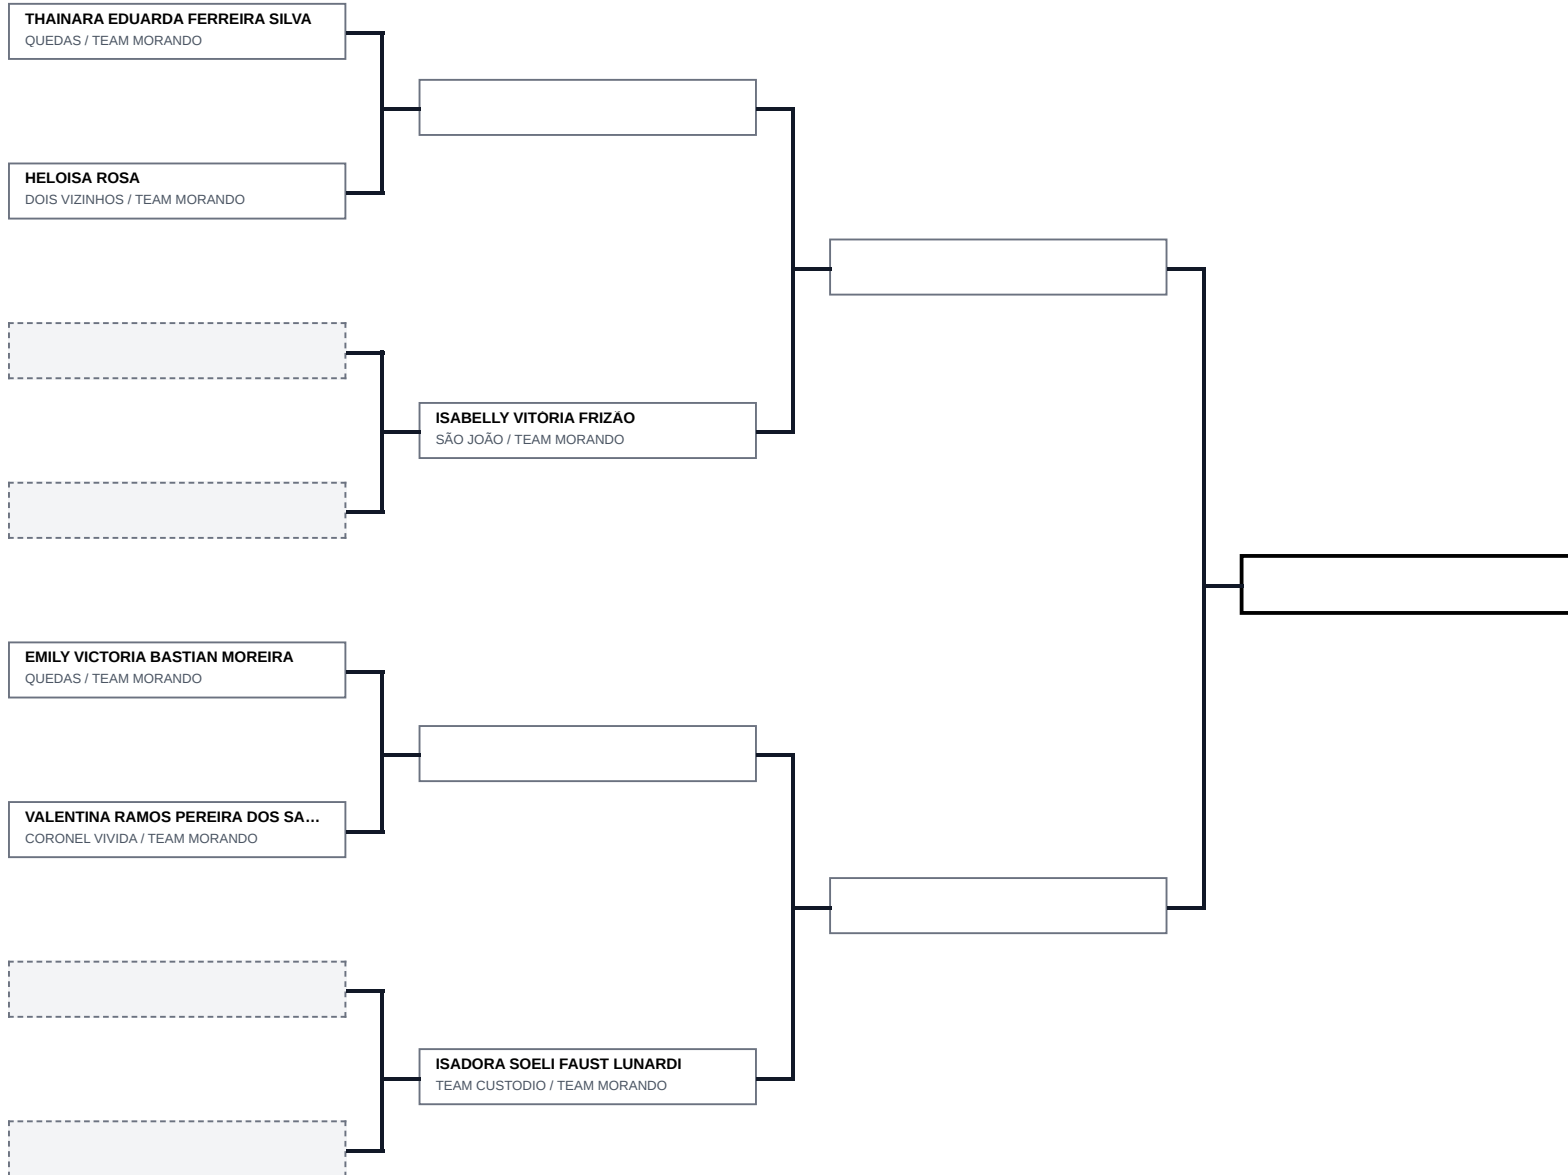 THAINARA EDUARDA FERREIRA SILVA
QUEDAS / TEAM MORANDO
HELOISA ROSA
DOIS VIZINHOS / TEAM MORANDO
ISABELLY VITÓRIA FRIZÃO
SÃO JOÃO / TEAM MORANDO
EMILY VICTORIA BASTIAN MOREIRA
QUEDAS / TEAM MORANDO
VALENTINA RAMOS PEREIRA DOS SA...
CORONEL VIVIDA / TEAM MORANDO
ISADORA SOELI FAUST LUNARDI
TEAM CUSTODIO / TEAM MORANDO